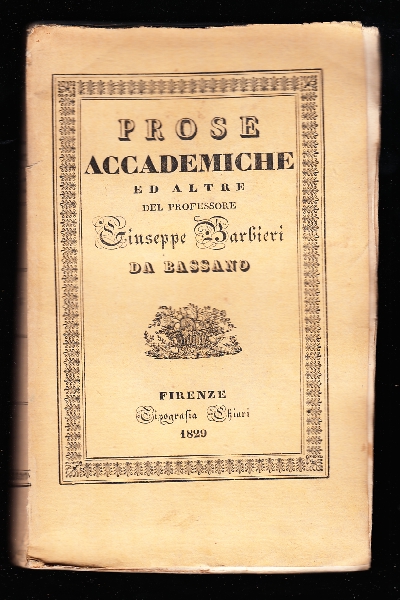 PROSE
ACCADEMICHE
ED ALTRE
DEL PROFESSORE
Giuseppe Barbieri
DA BASSANO
FIRENZE
Tipografia Chiari
1829